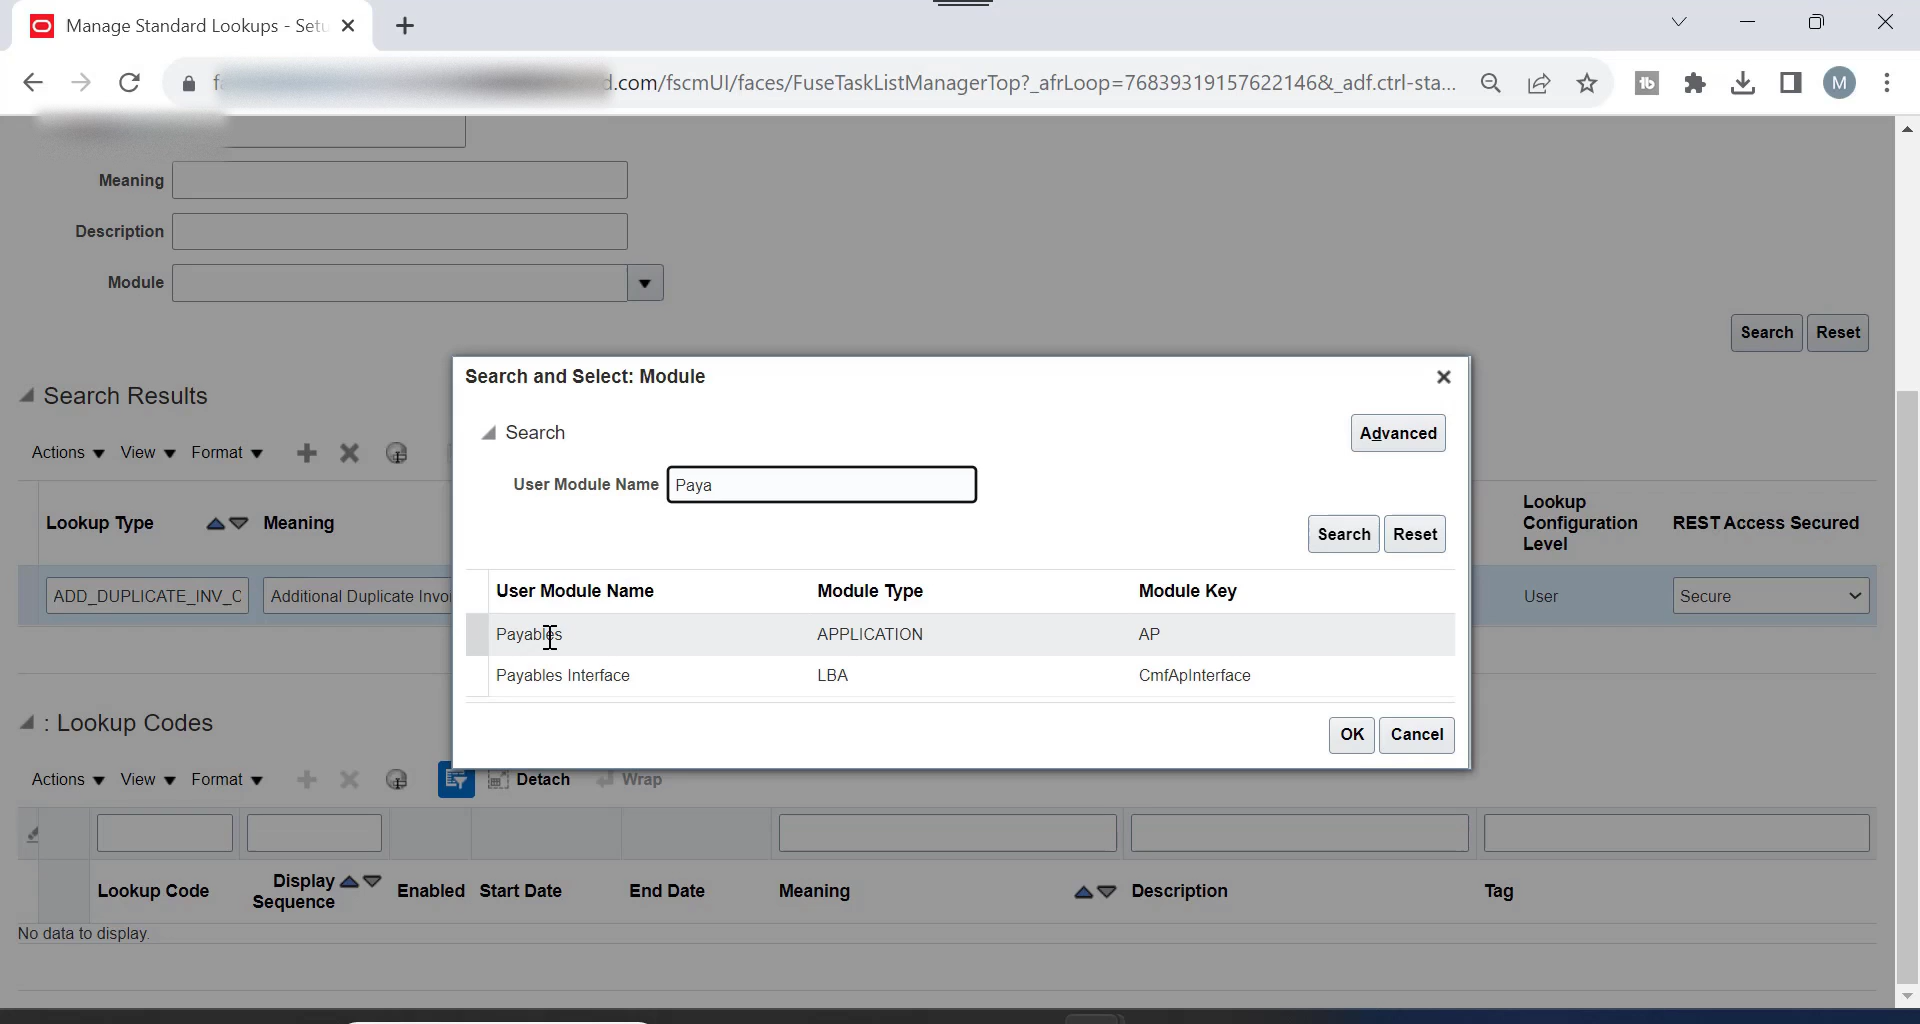 Manage Standard Lookups - Setu
d.com/fscmUI/faces/FuseTaskListManagerTop?_afrLoop=76839319157622146&_adf.ctrl-sta...
M
Meaning
Description
Module
Search Reset
Search Results
Actions View Format
Lookup Type Meaning
Lookup Configuration Level
REST Access Secured
ADD_DUPLICATE_INV_C Additional Duplicate Invoi
User Secure
Search and Select: Module
Search
Advanced
User Module Name Paya
Search Reset
User Module Name Module Type Module Key
Payables APPLICATION AP
Payables Interface LBA CmfApInterface
OK Cancel
: Lookup Codes
Actions View Format Detach Wrap
Lookup Code Display Sequence Enabled Start Date End Date Meaning Description Tag
No data to display.